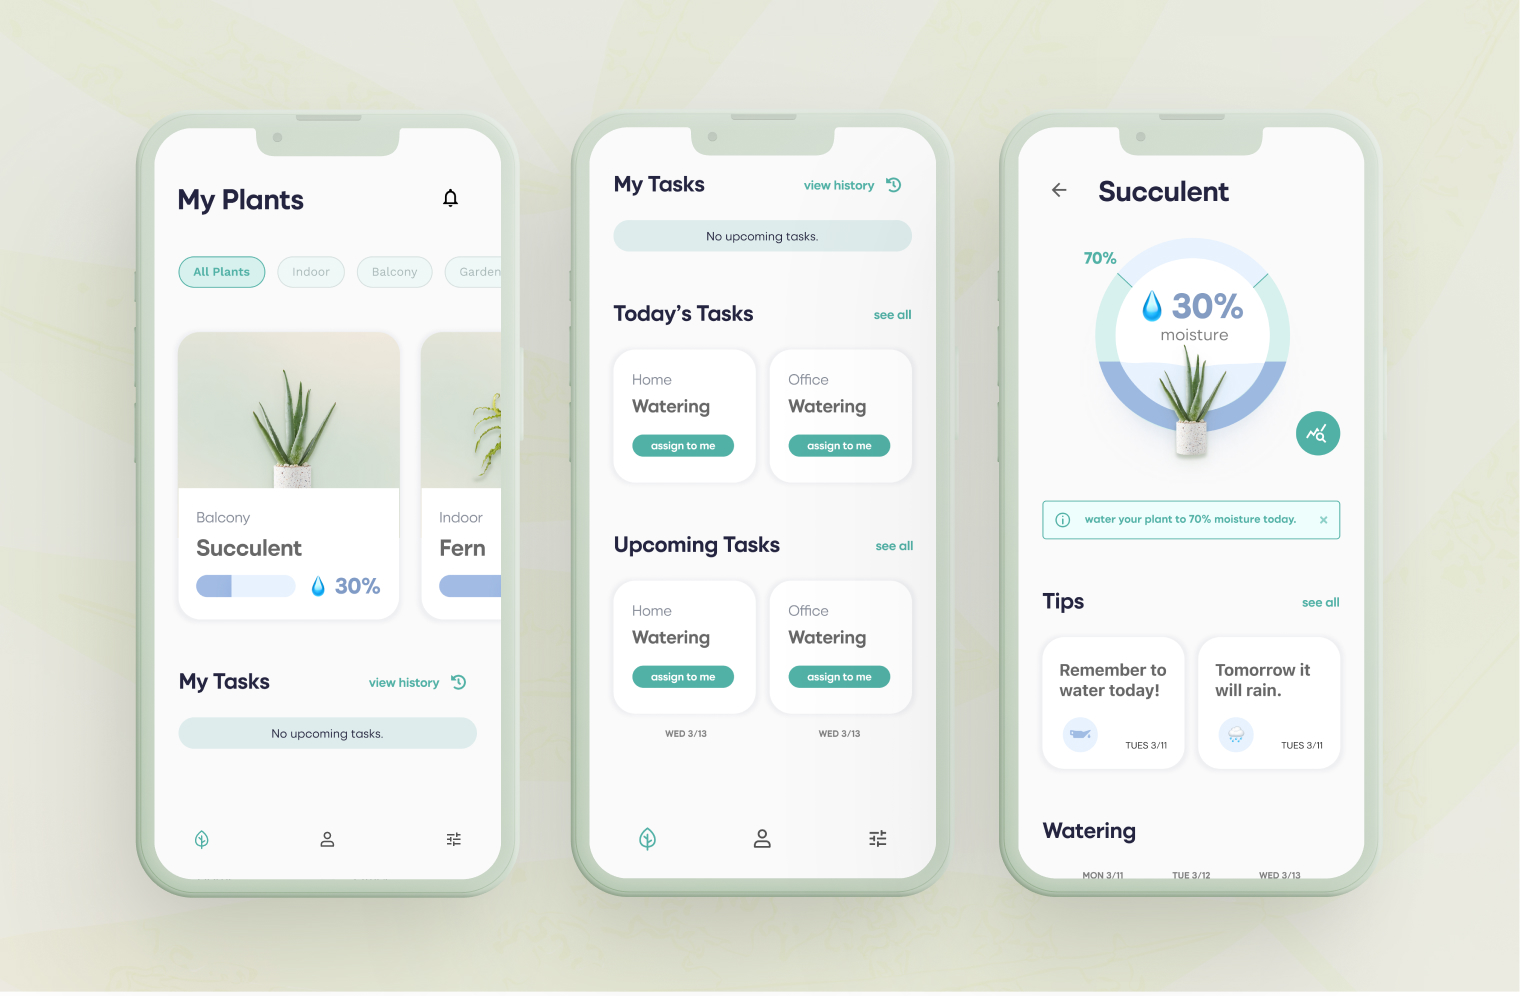 My Plants
All Plants Indoor Balcony Garden
Balcony
Succulent
30%
Indoor
Fern
My Tasks view history
No upcoming tasks.
My Tasks view history
No upcoming tasks.
Today’s Tasks see all
Home
Watering
assign to me
Office
Watering
assign to me
Upcoming Tasks see all
Home
Watering
assign to me
WED 3/13
Office
Watering
assign to me
WED 3/13
Succulent
70%
30%
moisture
water your plant to 70% moisture today.
Tips see all
Remember to
water today!
TUES 3/11
Tomorrow it
will rain.
TUES 3/11
Watering
MON 3/11 TUE 3/12 WED 3/13